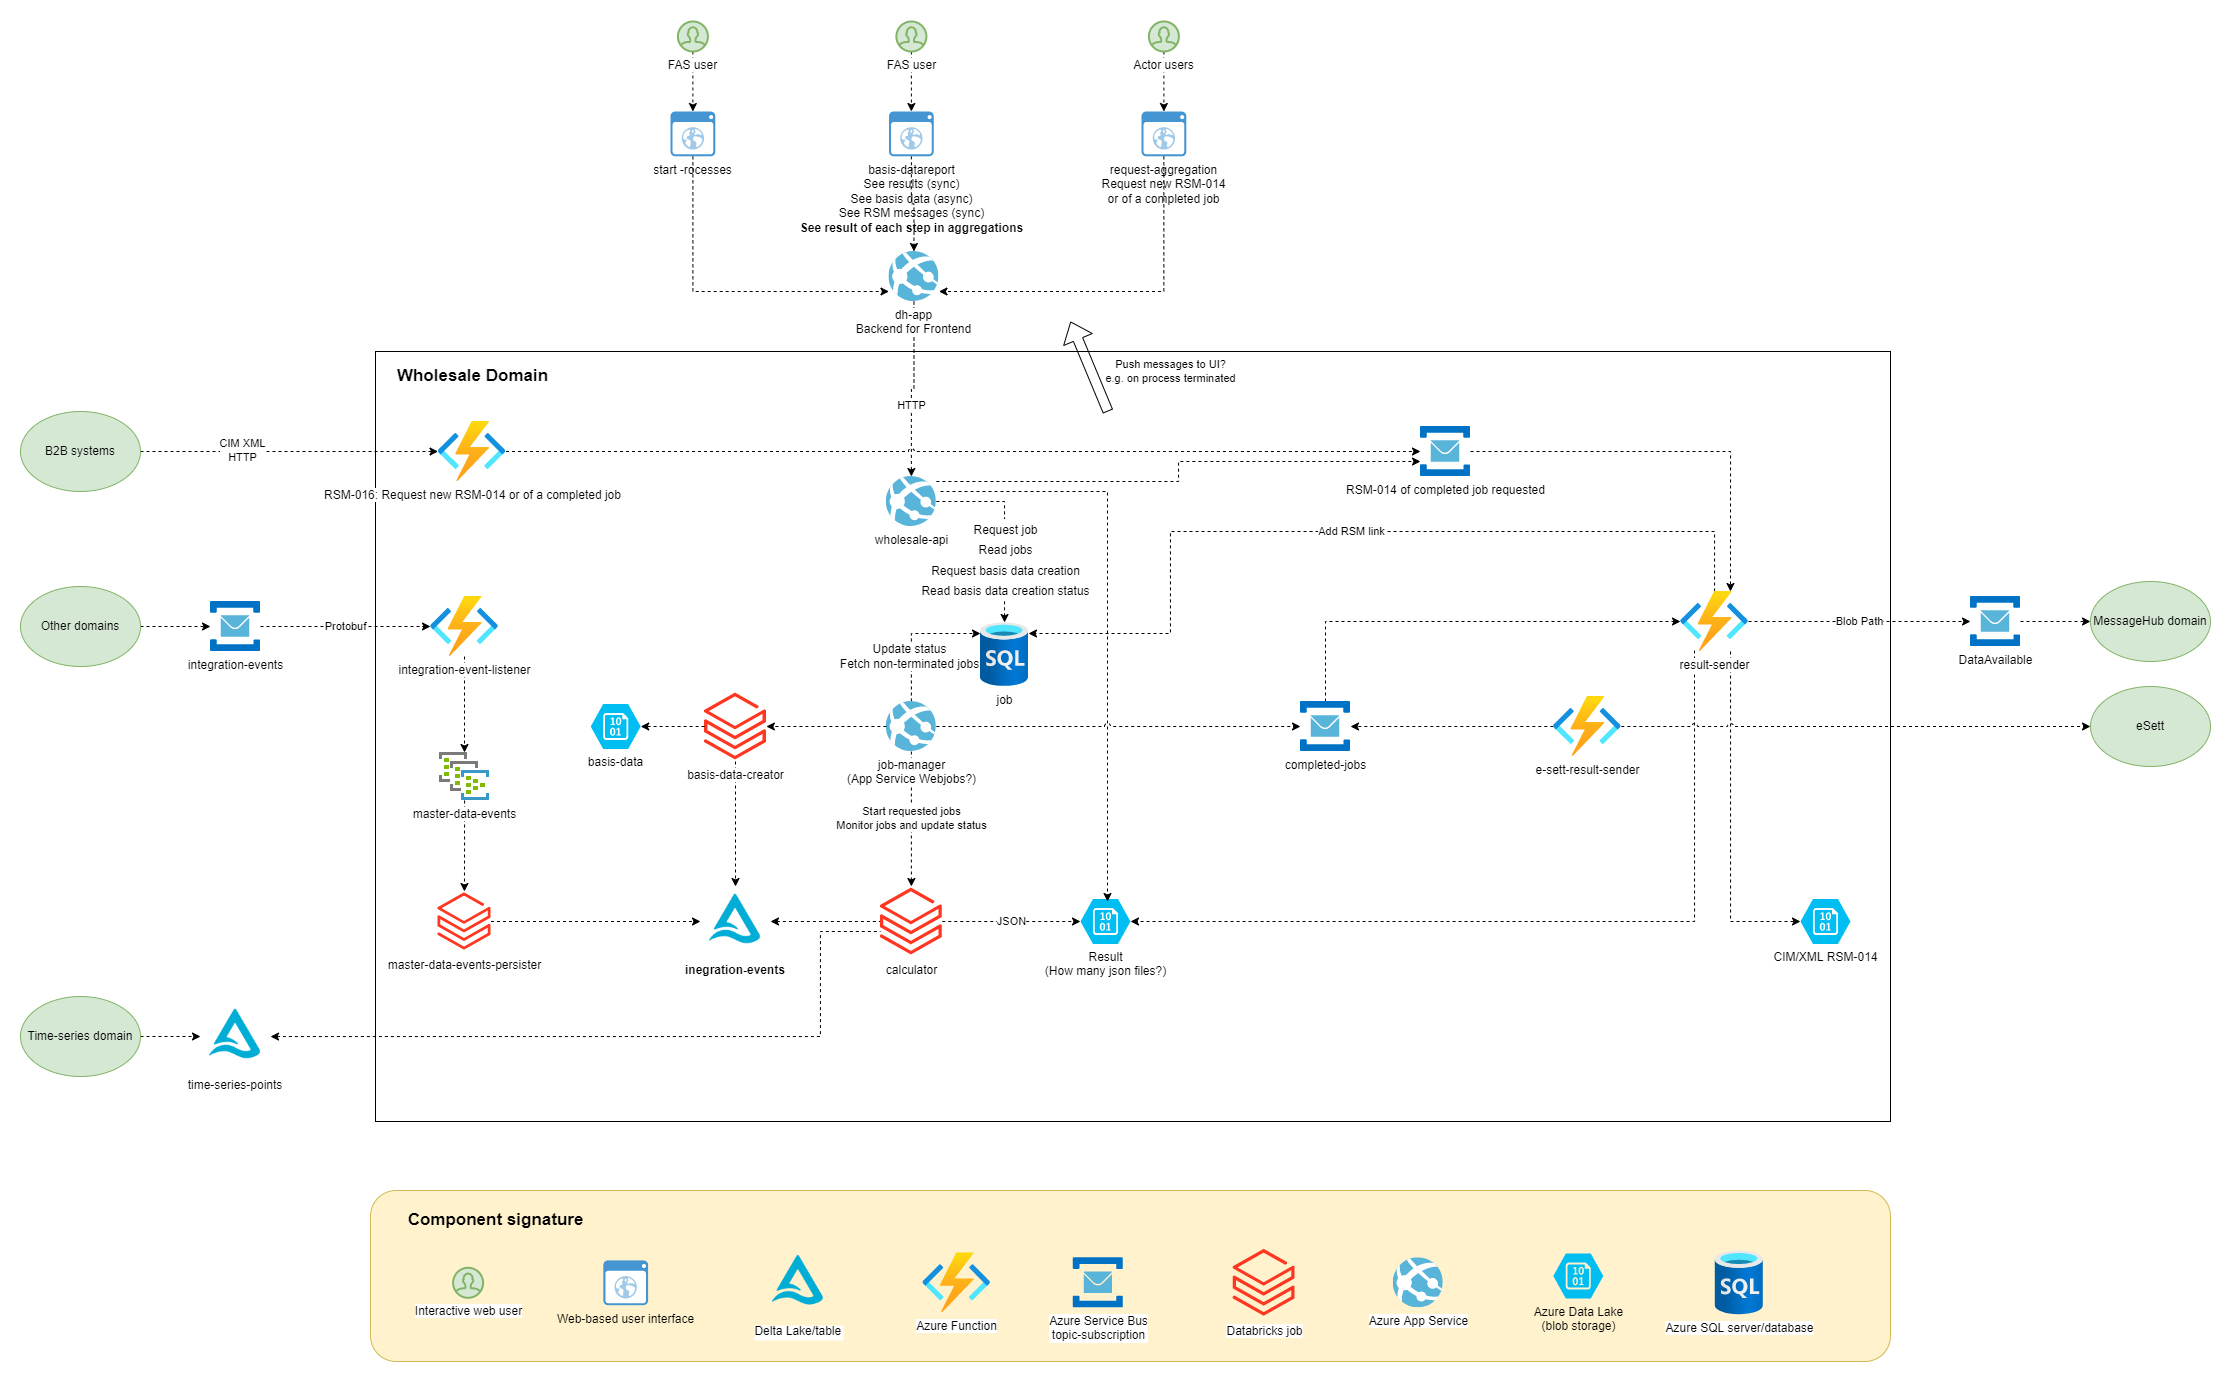 FAS user
FAS user
Actor users
start -rocesses
basis-datareport
See results (sync)
See basis data (async)
See RSM messages (sync)
See result of each step in aggregations
request-aggregation
Request new RSM-014
or of a completed job
dh-app
Backend for Frontend
Wholesale Domain
Push messages to UI?
e.g. on process terminated
HTTP
B2B systems
CIM XML
HTTP
RSM-016: Request new RSM-014 or of a completed job
RSM-014 of completed job requested
wholesale-api
Request job
Read jobs
Request basis data creation
Read basis data creation status
Add RSM link
Other domains
integration-events
Protobuf
integration-event-listener
Update status
Fetch non-terminated jobs
SQL
job
result-sender
Blob Path
DataAvailable
MessageHub domain
10
01
basis-data
basis-data-creator
job-manager
(App Service Webjobs?)
completed-jobs
e-sett-result-sender
eSett
master-data-events
Start requested jobs
Monitor jobs and update status
master-data-events-persister
inegration-events
calculator
JSON
10
01
Result
(How many json files?)
10
01
CIM/XML RSM-014
Time-series domain
time-series-points
Component signature
Interactive web user
Web-based user interface
Delta Lake/table
Azure Function
Azure Service Bus
topic-subscription
Databricks job
Azure App Service
10
01
Azure Data Lake
(blob storage)
SQL
Azure SQL server/database